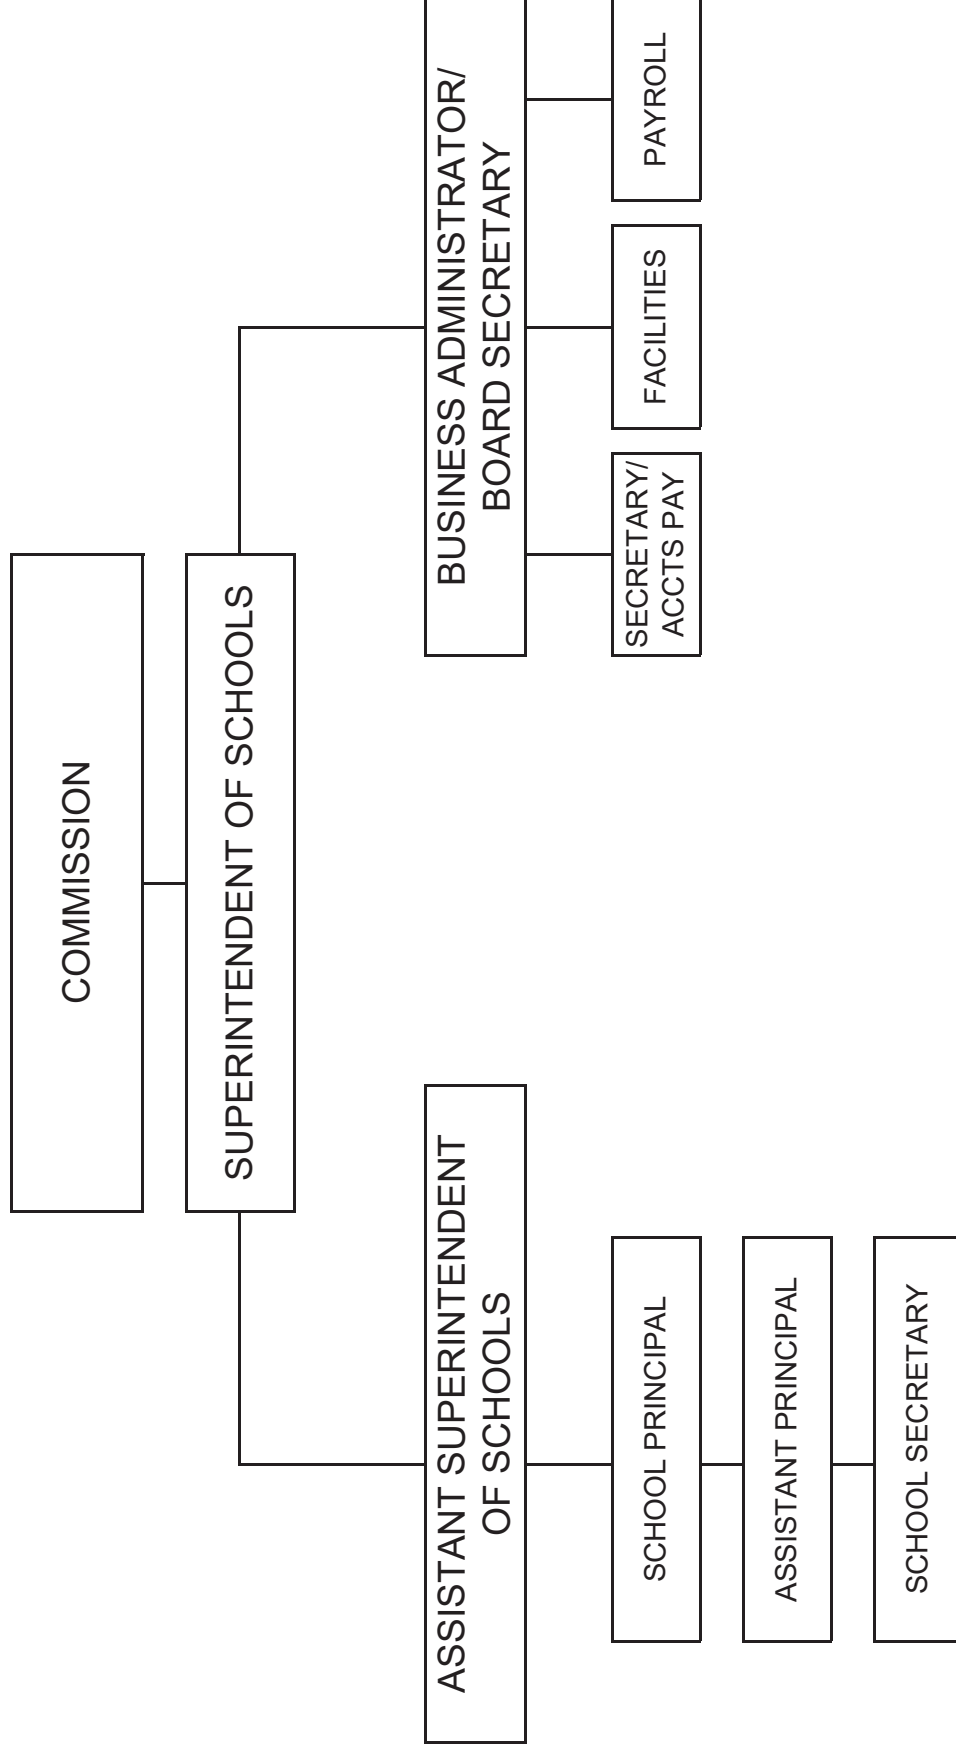 COMMISSION
SUPERINTENDENT OF SCHOOLS
ASSISTANT SUPERINTENDENT
OF SCHOOLS
BUSINESS ADMINISTRATOR/
BOARD SECRETARY
SCHOOL PRINCIPAL
SECRETARY/
ACCTS PAY
FACILITIES
PAYROLL
ASSISTANT PRINCIPAL
SCHOOL SECRETARY